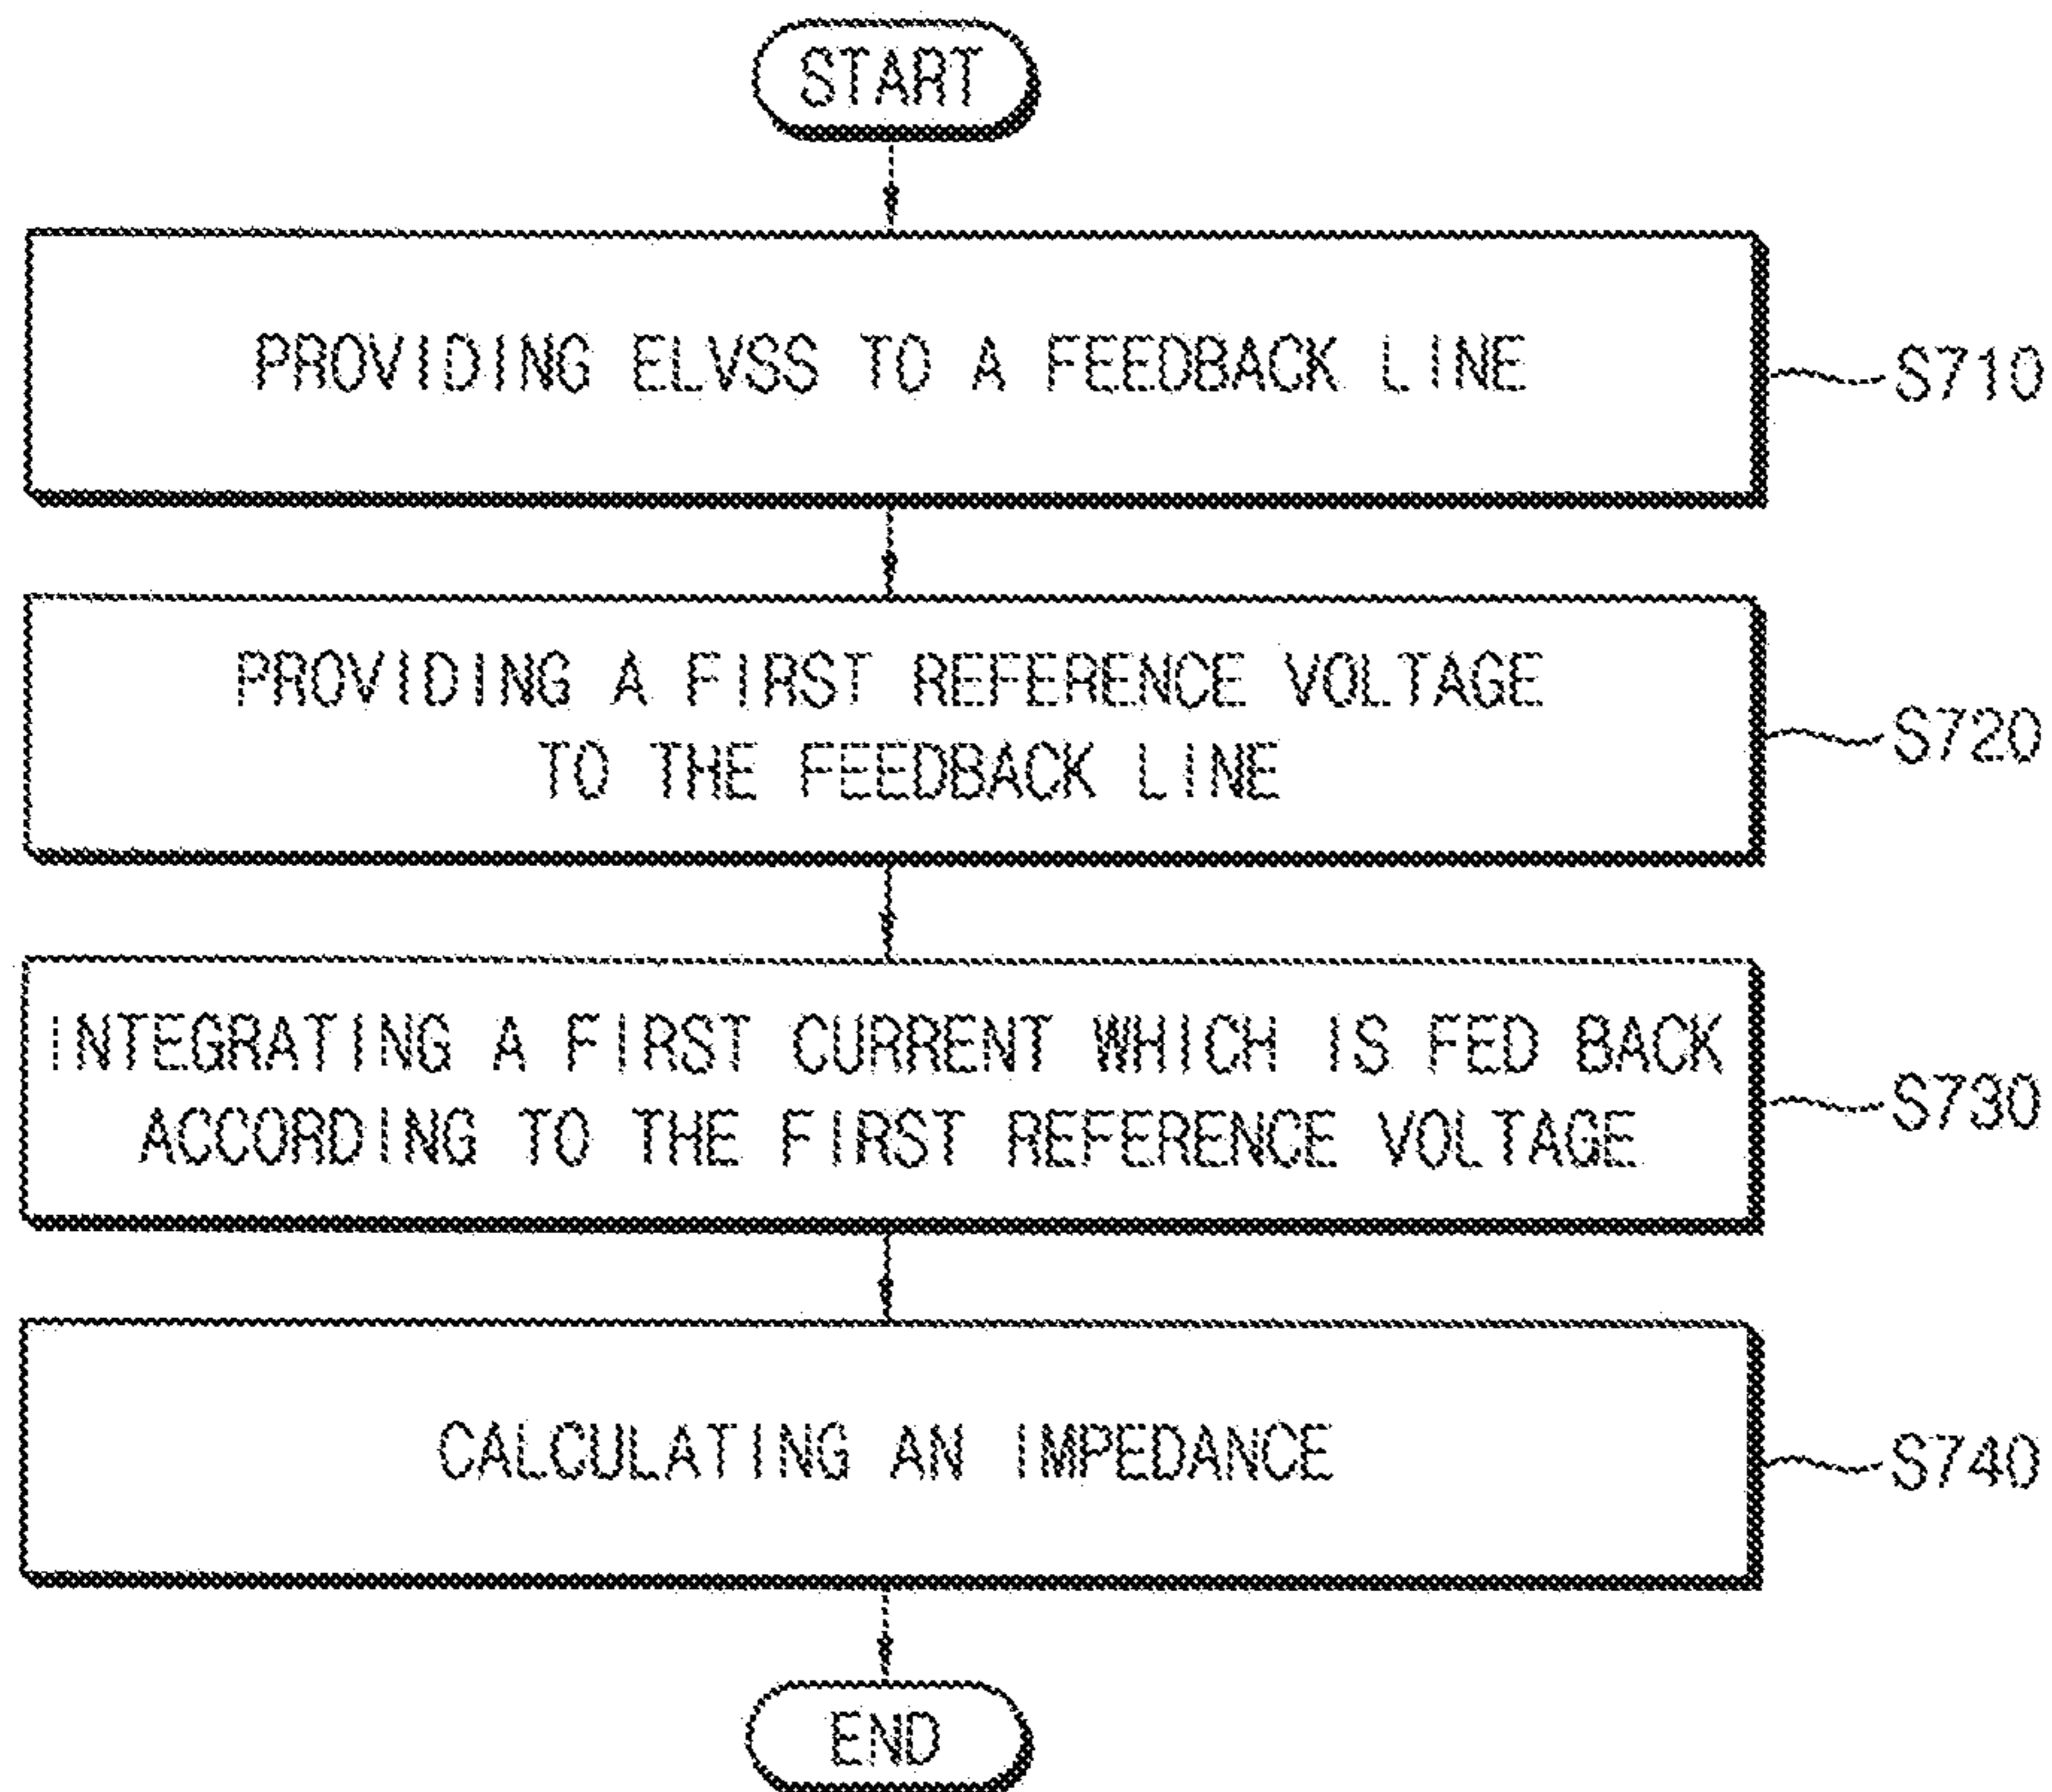 START
PROVIDING ELVSS TO A FEEDBACK LINE
S710
PROVIDING A FIRST REFERENCE VOLTAGE
TO THE FEEDBACK LINE
S720
INTEGRATING A FIRST CURRENT WHICH IS FED BACK
ACCORDING TO THE FIRST REFERENCE VOLTAGE
S730
CALCULATING AN IMPEDANCE
S740
END